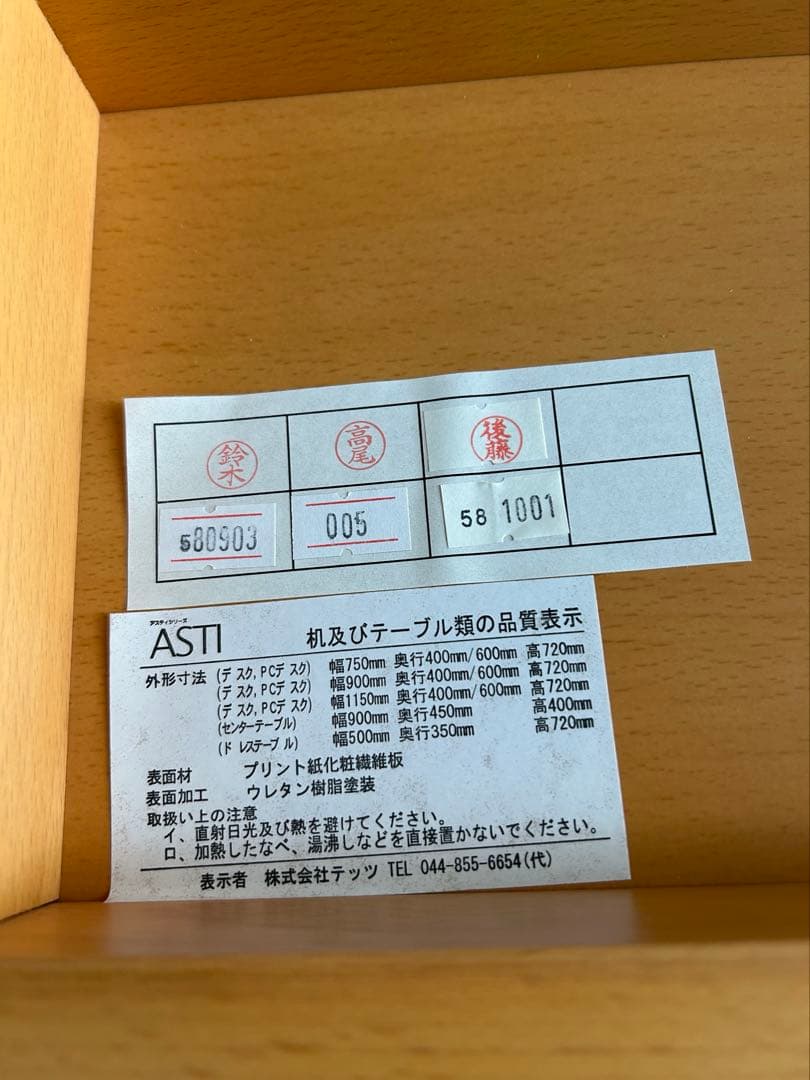 鈴木
高尾
後藤
580903
005
58 1001
アスティシリーズ
ASTI 机及びテーブル類の品質表示
外形寸法 (デスク,PCデスク) 幅750mm 奥行400mm/600mm 高720mm
(デスク,PCデスク) 幅900mm 奥行400mm/600mm 高720mm
(デスク,PCデスク) 幅1150mm 奥行400mm/600mm 高720mm
(センターテーブル) 幅900mm 奥行450mm 高400mm
(ドレステーブル) 幅500mm 奥行350mm 高720mm
表面材 プリント紙化粧繊維板
表面加工 ウレタン樹脂塗装
取扱い上の注意
イ、直射日光及び熱を避けてください。
ロ、加熱したなべ、湯沸しなどを直接置かないでください。
表示者 株式会社テッツ TEL 044-855-6654(代)